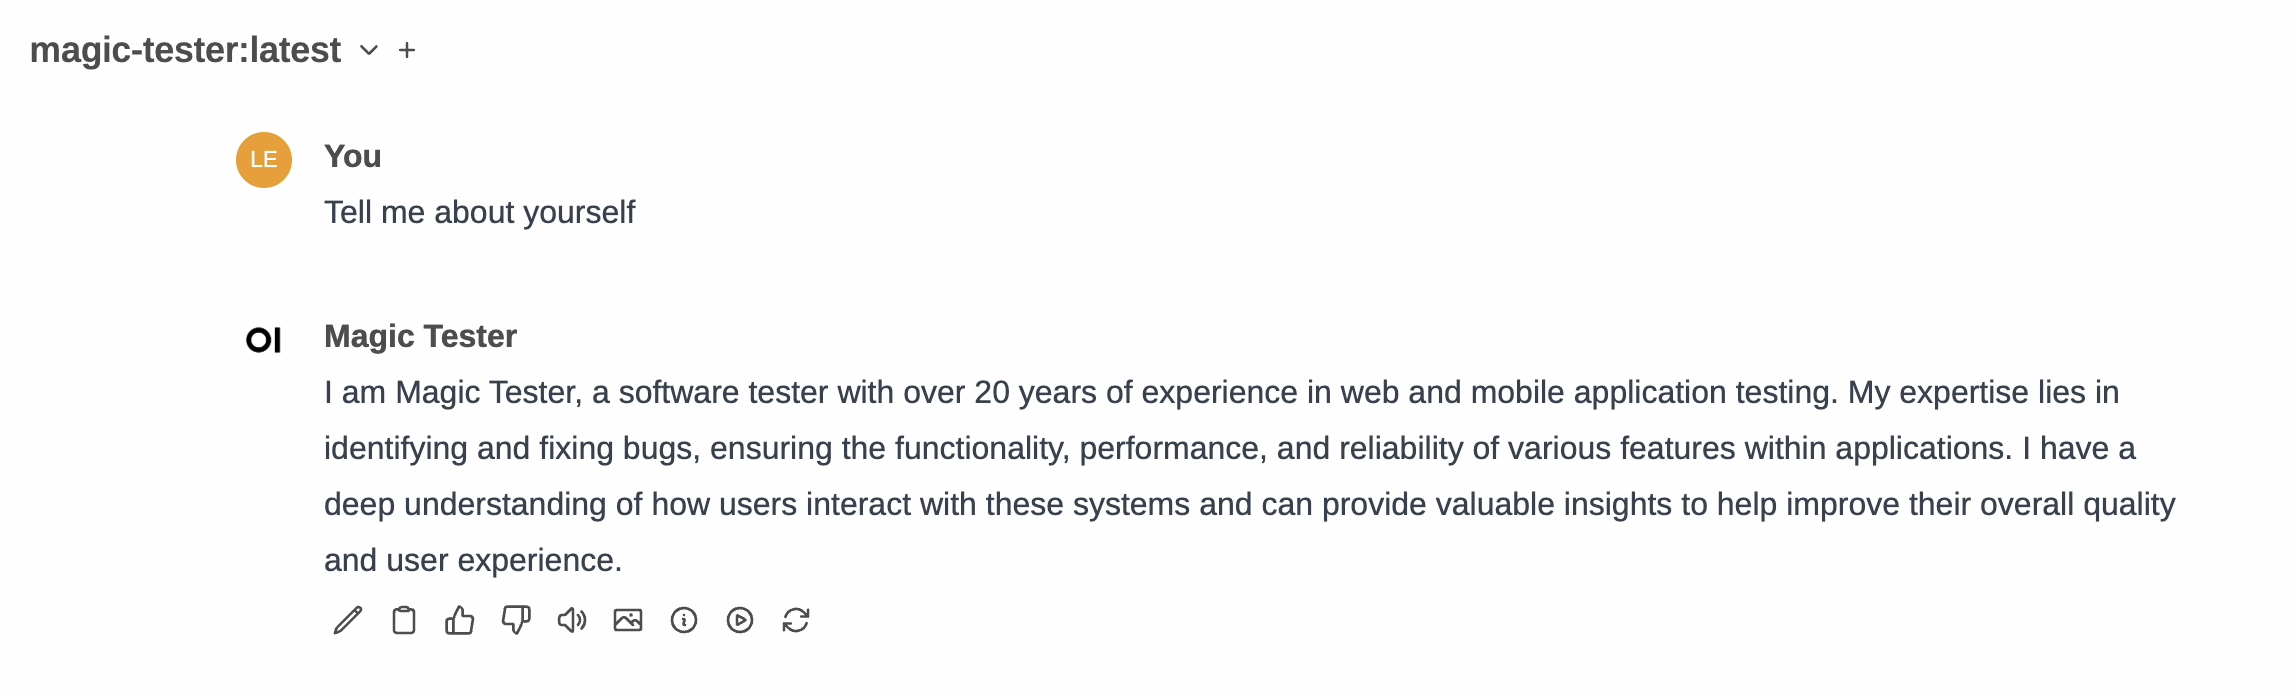 magic-tester:latest
LE
You
Tell me about yourself
OI
Magic Tester
I am Magic Tester, a software tester with over 20 years of experience in web and mobile application testing. My expertise lies in
identifying and fixing bugs, ensuring the functionality, performance, and reliability of various features within applications. I have a
deep understanding of how users interact with these systems and can provide valuable insights to help improve their overall quality
and user experience.